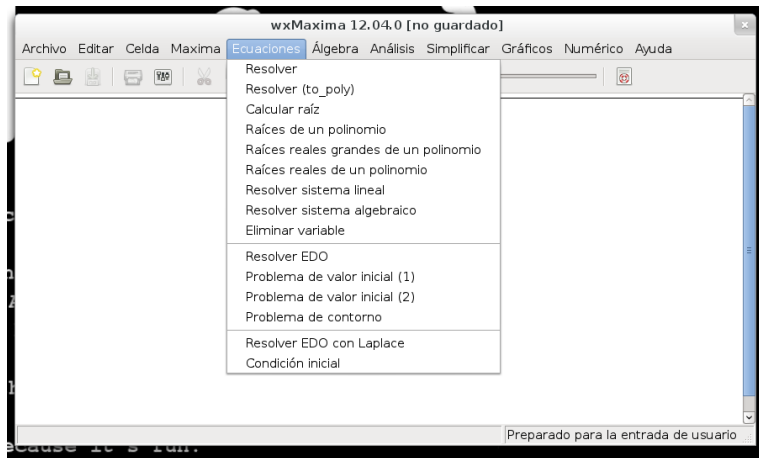 wxMaxima 12.04.0 [no guardado]
Archivo Editar Celda Maxima Ecuaciones Álgebra Análisis Simplificar Gráficos Numérico Ayuda
Resolver
Resolver (to_poly)
Calcular raíz
Raíces de un polinomio
Raíces reales grandes de un polinomio
Raíces reales de un polinomio
Resolver sistema lineal
Resolver sistema algebraico
Eliminar variable
Resolver EDO
Problema de valor inicial (1)
Problema de valor inicial (2)
Problema de contorno
Resolver EDO con Laplace
Condición inicial
Preparado para la entrada de usuario